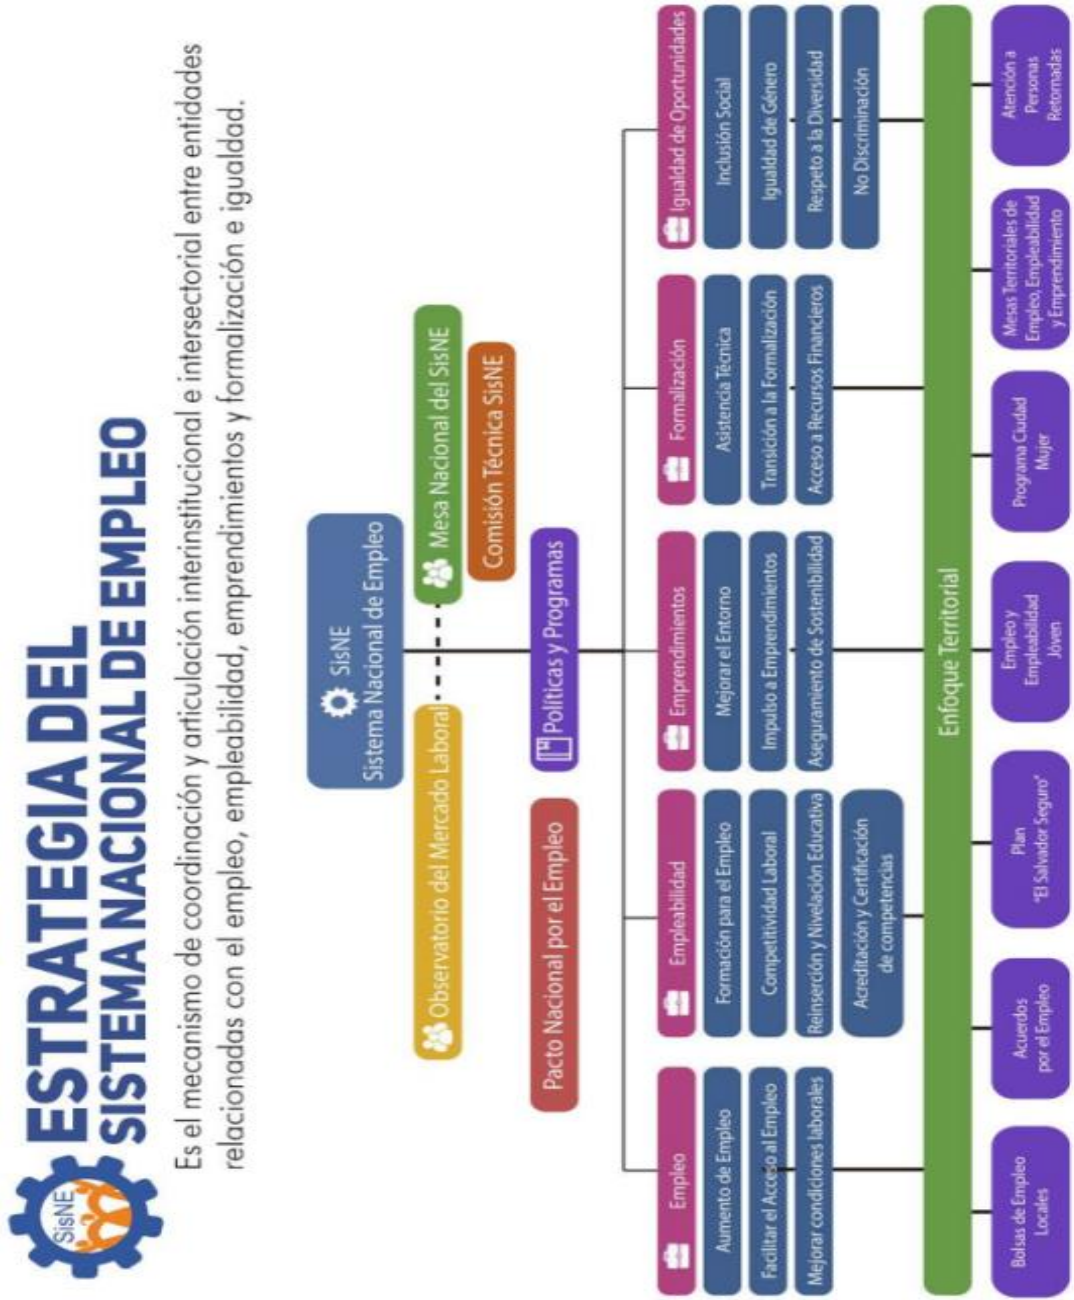 SisNE
ESTRATEGIA DEL
SISTEMA NACIONAL DE EMPLEO
Es el mecanismo de coordinación y articulación interinstitucional e intersectorial entre entidades
relacionadas con el empleo, empleabilidad, emprendimientos y formalización e igualdad.
SisNE
Sistema Nacional de Empleo
Observatorio del Mercado Laboral
Mesa Nacional del SisNE
Comisión Técnica SisNE
Pacto Nacional por el Empleo
Políticas y Programas
Empleo
Aumento de Empleo
Facilitar el Acceso al Empleo
Mejorar condiciones laborales
Empleabilidad
Formación para el Empleo
Competitividad Laboral
Reinserción y Nivelación Educativa
Acreditación y Certificación
de competencias
Emprendimientos
Mejorar el Entorno
Impulso a Emprendimientos
Aseguramiento de Sostenibilidad
Formalización
Asistencia Técnica
Transición a la Formalización
Acceso a Recursos Financieros
Igualdad de Oportunidades
Inclusión Social
Igualdad de Género
Respeto a la Diversidad
No Discriminación
Enfoque Territorial
Bolsas de Empleo
Locales
Acuerdos
por el Empleo
Plan
"El Salvador Seguro"
Empleo y
Empleabilidad
Jóven
Programa Ciudad
Mujer
Mesas Territoriales de
Empleo, Empleabilidad
y Emprendimiento
Atención a
Personas
Retornadas